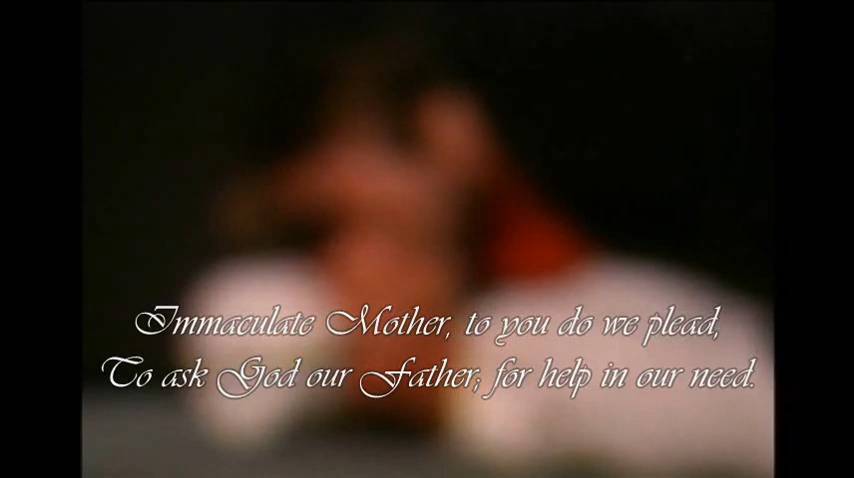 Immaculate Mother, to you do we plead,
To ask God our Father, for help in our need.